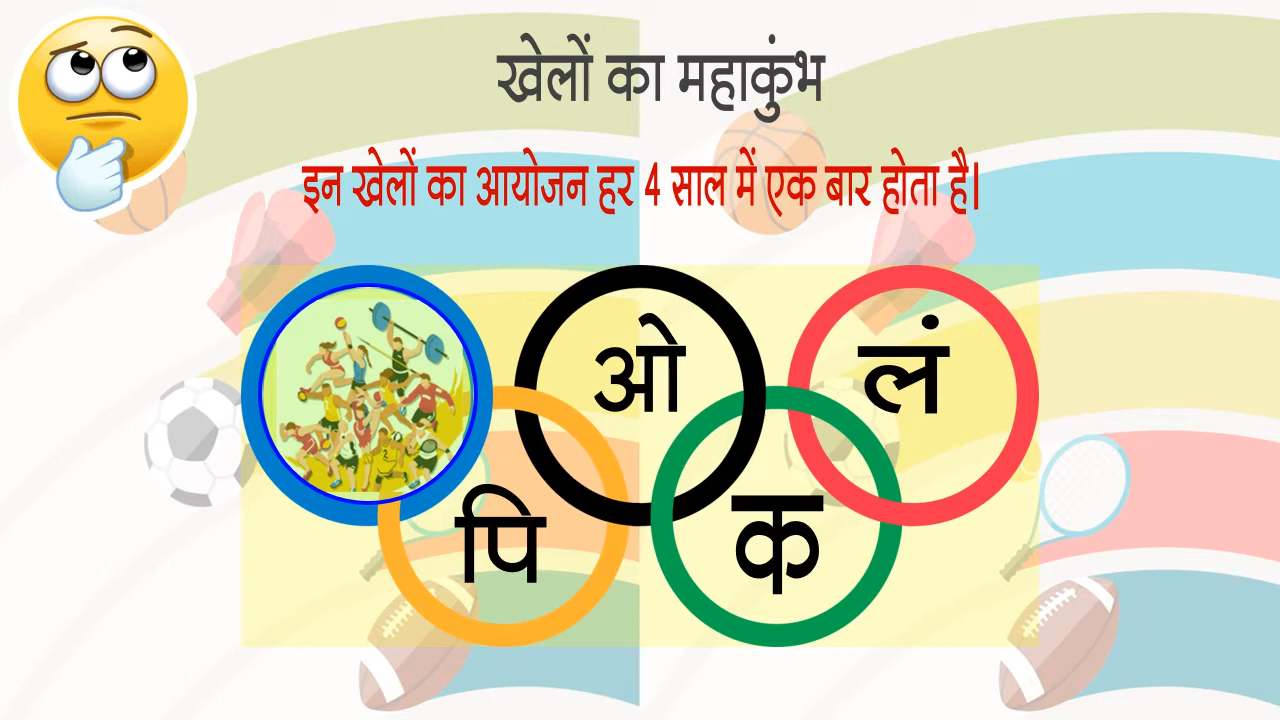 खेलों का महाकुंभ
इन खेलों का आयोजन हर 4 साल में एक बार होता है।
ओ लं
पि क